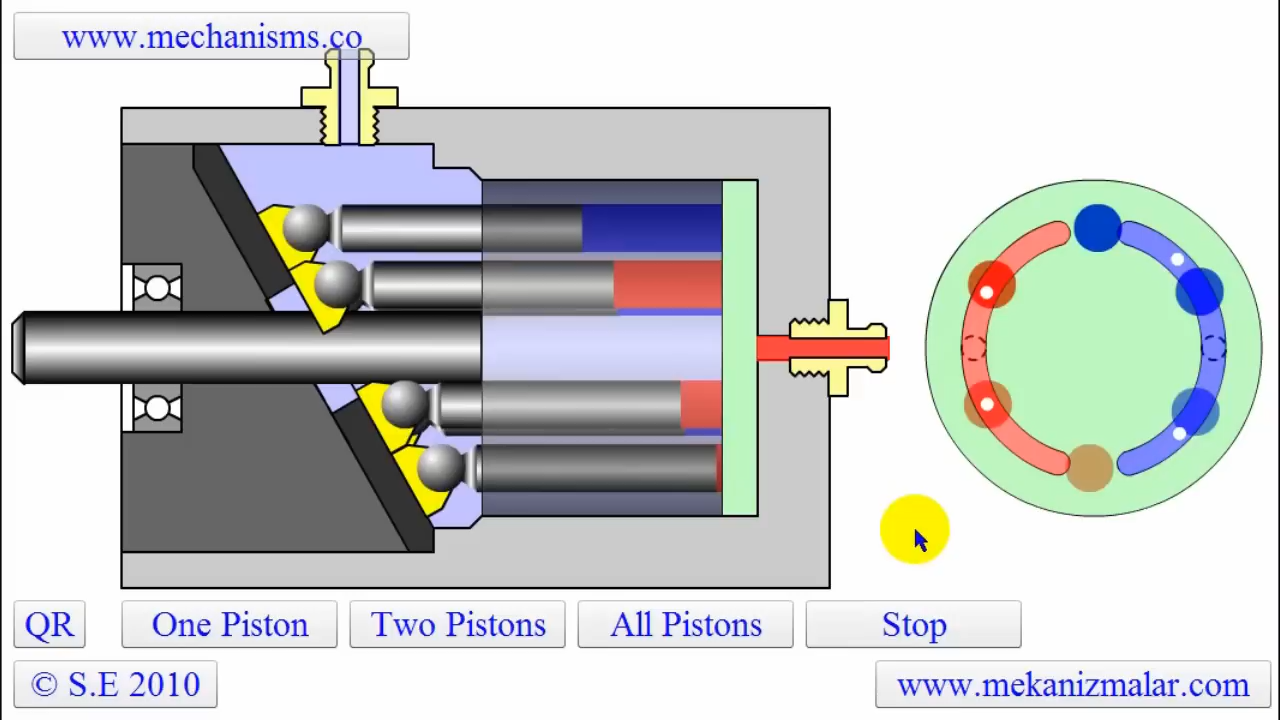 www.mechanisms.co
QR
One Piston
Two Pistons
All Pistons
Stop
© S.E 2010
www.mekanizmalar.com